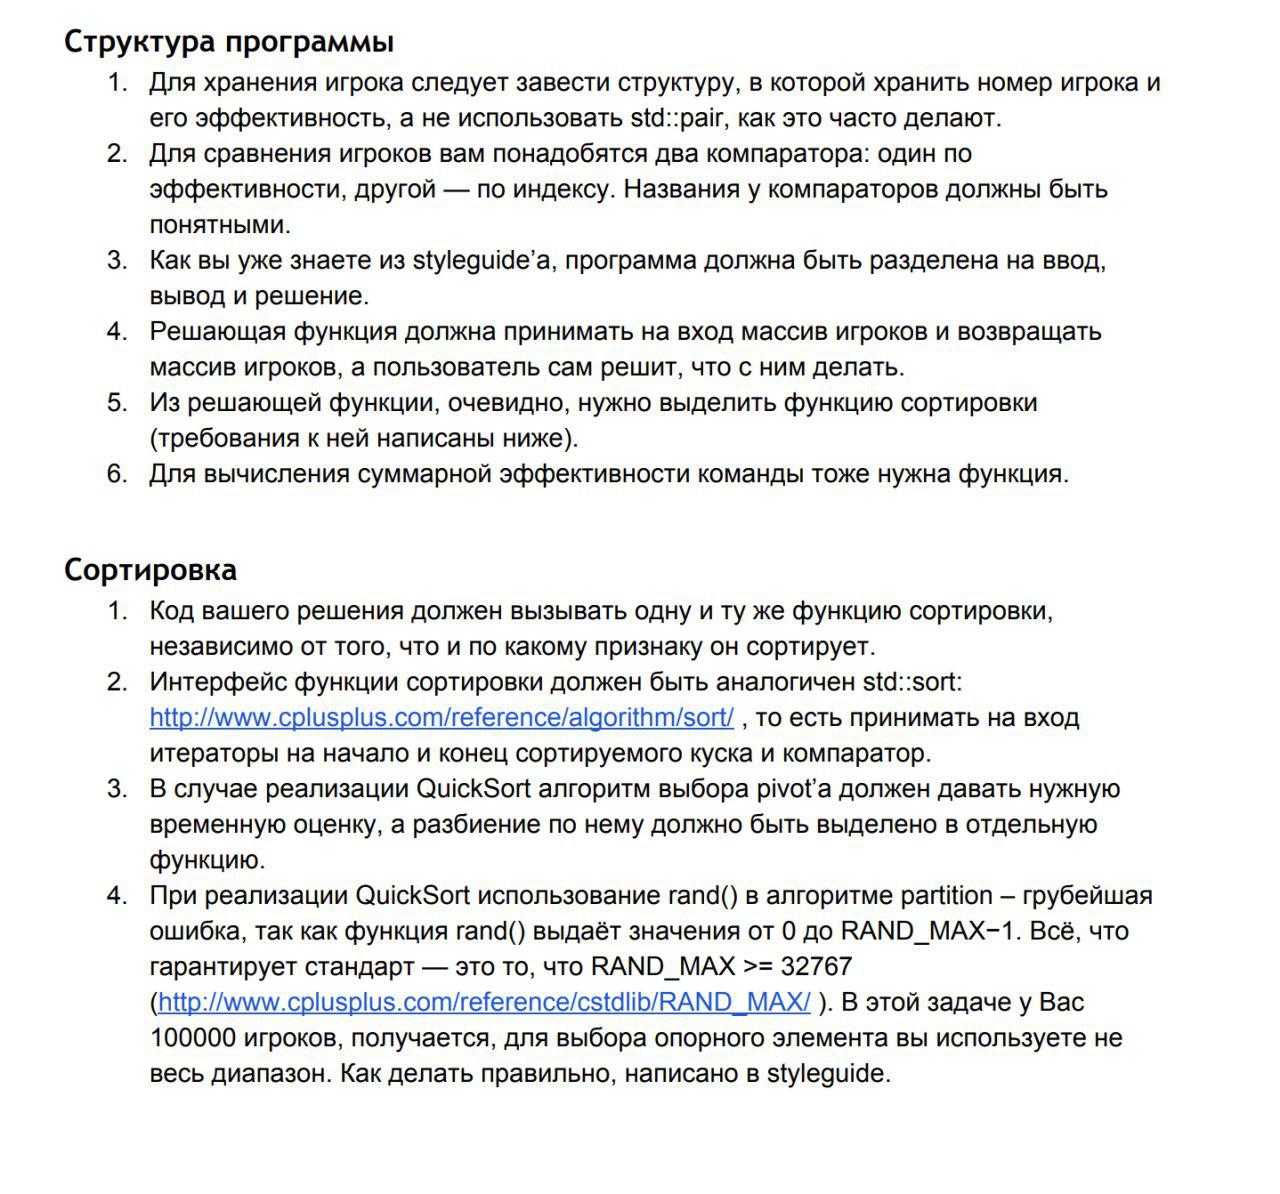 Структура программы
1. Для хранения игрока следует завести структуру, в которой хранить номер игрока и
его эффективность, а не использовать std::pair, как это часто делают.
2. Для сравнения игроков вам понадобятся два компаратора: один по
эффективности, другой — по индексу. Названия у компараторов должны быть
понятными.
3. Как вы уже знаете из styleguide’а, программа должна быть разделена на ввод,
вывод и решение.
4. Решающая функция должна принимать на вход массив игроков и возвращать
массив игроков, а пользователь сам решит, что с ним делать.
5. Из решающей функции, очевидно, нужно выделить функцию сортировки
(требования к ней написаны ниже).
6. Для вычисления суммарной эффективности команды тоже нужна функция.
Сортировка
1. Код вашего решения должен вызывать одну и ту же функцию сортировки,
независимо от того, что и по какому признаку он сортирует.
2. Интерфейс функции сортировки должен быть аналогичен std::sort:
http://www.cplusplus.com/reference/algorithm/sort/ , то есть принимать на вход
итераторы на начало и конец сортируемого куска и компаратор.
3. В случае реализации QuickSort алгоритм выбора pivot’а должен давать нужную
временную оценку, а разбиение по нему должно быть выделено в отдельную
функцию.
4. При реализации QuickSort использование rand() в алгоритме partition – грубейшая
ошибка, так как функция rand() выдаёт значения от 0 до RAND_MAX−1. Всё, что
гарантирует стандарт — это то, что RAND_MAX >= 32767
(http://www.cplusplus.com/reference/cstdlib/RAND_MAX/ ). В этой задаче у Вас
100000 игроков, получается, для выбора опорного элемента вы используете не
весь диапазон. Как делать правильно, написано в styleguide.